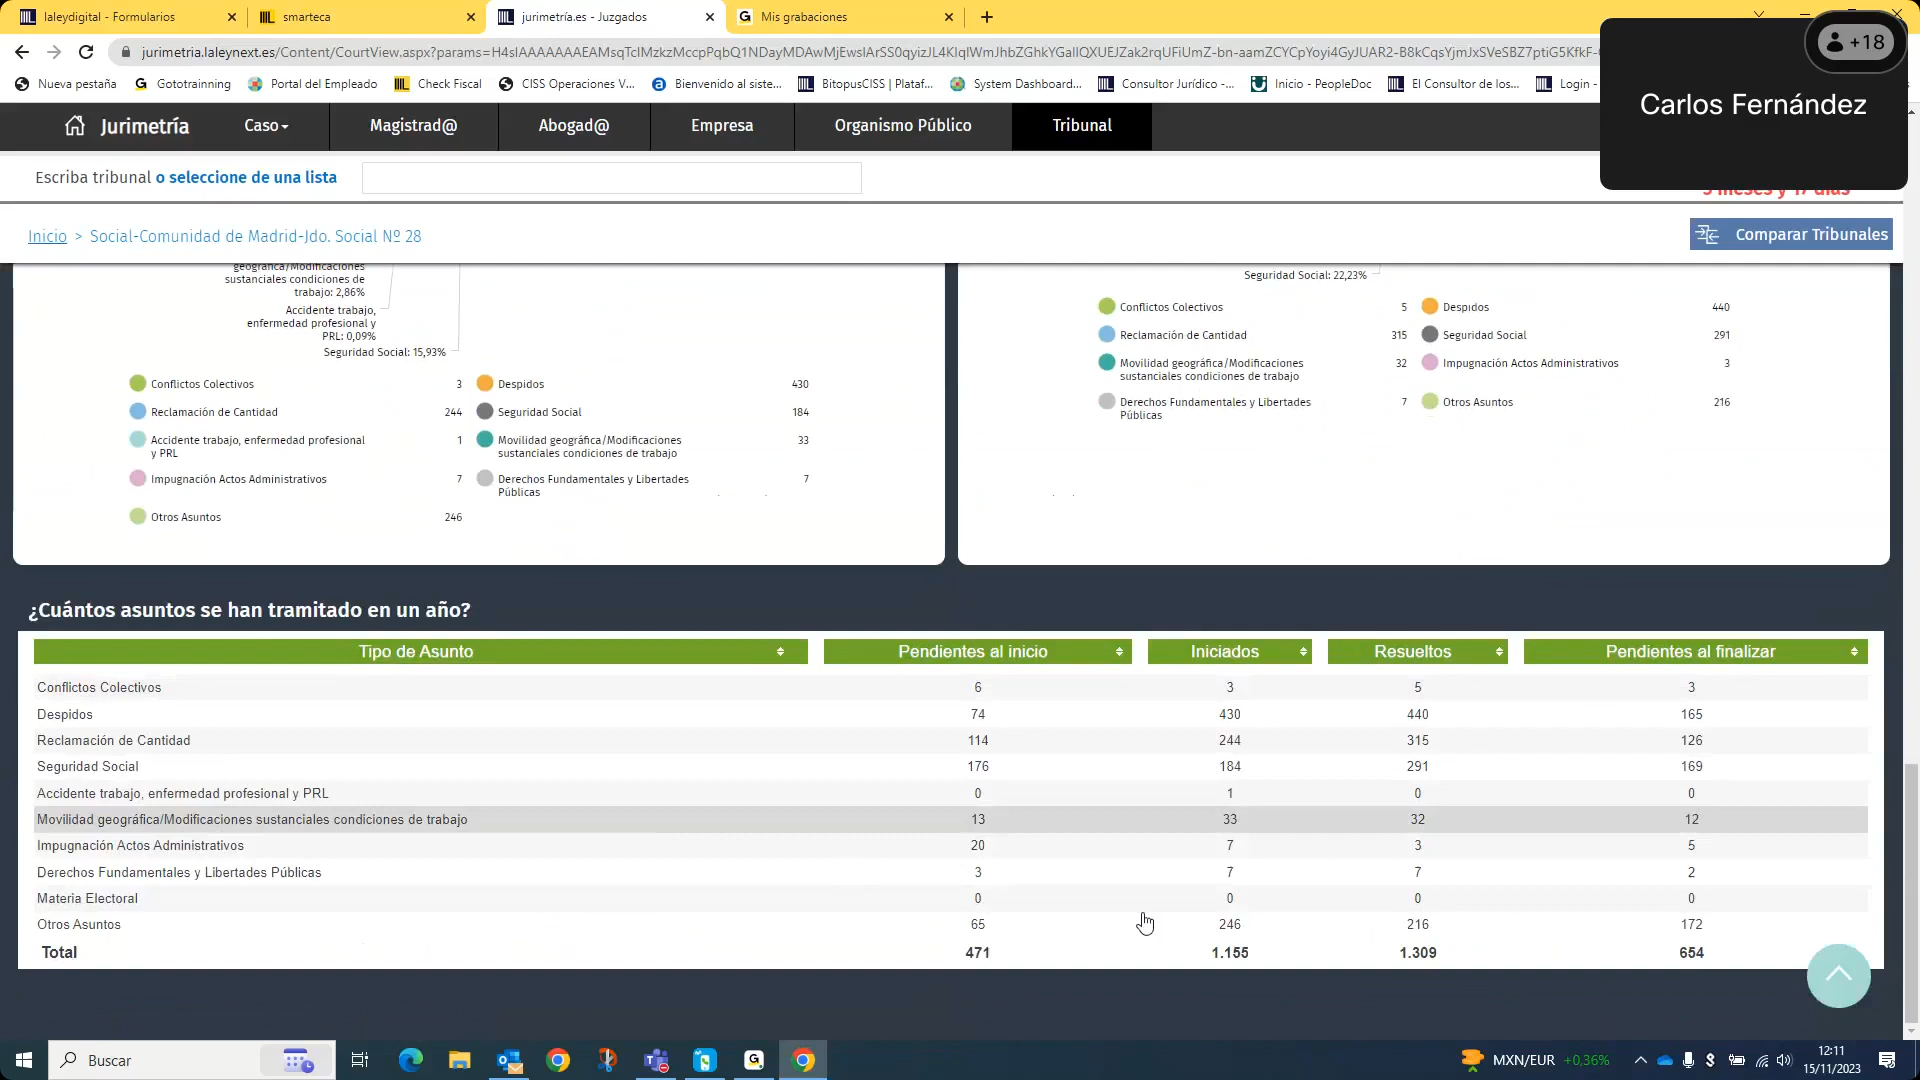 laleydigital - Formularios
smarteca
jurimetría.es - Juzgados
Mis grabaciones
+18
Carlos Fernández
Nueva pestaña
Gototrainning
Portal del Empleado
Check Fiscal
CISS Operaciones V...
Bienvenido al siste...
BitopusCISS | Plataf...
System Dashboard...
Consultor Jurídico -...
Inicio - PeopleDoc
El Consultor de los...
Login -
Jurimetría
Caso
Magistrad@
Abogad@
Empresa
Organismo Público
Tribunal
Escriba tribunal o seleccione de una lista
Inicio > Social-Comunidad de Madrid-Jdo. Social Nº 28
Comparar Tribunales
geográfica/Modificaciones
sustanciales condiciones de
trabajo: 2,86%
Accidente trabajo,
enfermedad profesional y
PRL: 0,09%
Seguridad Social: 15,93%
Conflictos Colectivos 3 Despidos 430
Reclamación de Cantidad 244 Seguridad Social 184
Accidente trabajo, enfermedad profesional
y PRL 1
Movilidad geográfica/Modificaciones
sustanciales condiciones de trabajo 33
Impugnación Actos Administrativos 7
Derechos Fundamentales y Libertades
Públicas 7
Otros Asuntos 246
Seguridad Social: 22,23%
Conflictos Colectivos 5 Despidos 440
Reclamación de Cantidad 315 Seguridad Social 291
Movilidad geográfica/Modificaciones
sustanciales condiciones de trabajo 32
Impugnación Actos Administrativos 3
Derechos Fundamentales y Libertades
Públicas 7
Otros Asuntos 216
¿Cuántos asuntos se han tramitado en un año?
Tipo de Asunto Pendientes al inicio Iniciados Resueltos Pendientes al finalizar
Conflictos Colectivos 6 3 5 3
Despidos 74 430 440 165
Reclamación de Cantidad 114 244 315 126
Seguridad Social 176 184 291 169
Accidente trabajo, enfermedad profesional y PRL 0 1 0 0
Movilidad geográfica/Modificaciones sustanciales condiciones de trabajo 13 33 32 12
Impugnación Actos Administrativos 20 7 3 5
Derechos Fundamentales y Libertades Públicas 3 7 7 2
Materia Electoral 0 0 0 0
Otros Asuntos 65 246 216 172
Total 471 1.155 1.309 654
Buscar
MXN/EUR +0,36%
12:11
15/11/2023